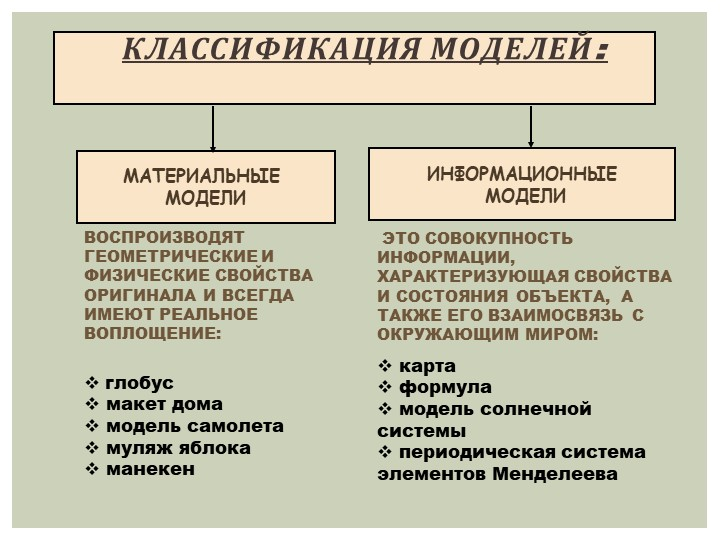 КЛАССИФИКАЦИЯ МОДЕЛЕЙ:
МАТЕРИАЛЬНЫЕ
МОДЕЛИ
ВОСПРОИЗВОДЯТ
ГЕОМЕТРИЧЕСКИЕ И
ФИЗИЧЕСКИЕ СВОЙСТВА
ОРИГИНАЛА И ВСЕГДА
ИМЕЮТ РЕАЛЬНОЕ
ВОПЛОЩЕНИЕ:
❖ глобус
❖ макет дома
❖ модель самолета
❖ муляж яблока
❖ манекен
ИНФОРМАЦИОННЫЕ
МОДЕЛИ
ЭТО СОВОКУПНОСТЬ
ИНФОРМАЦИИ,
ХАРАКТЕРИЗУЮЩАЯ СВОЙСТВА
И СОСТОЯНИЯ ОБЪЕКТА, А
ТАКЖЕ ЕГО ВЗАИМОСВЯЗЬ С
ОКРУЖАЮЩИМ МИРОМ:
❖ карта
❖ формула
❖ модель солнечной
системы
❖ периодическая система
элементов Менделеева